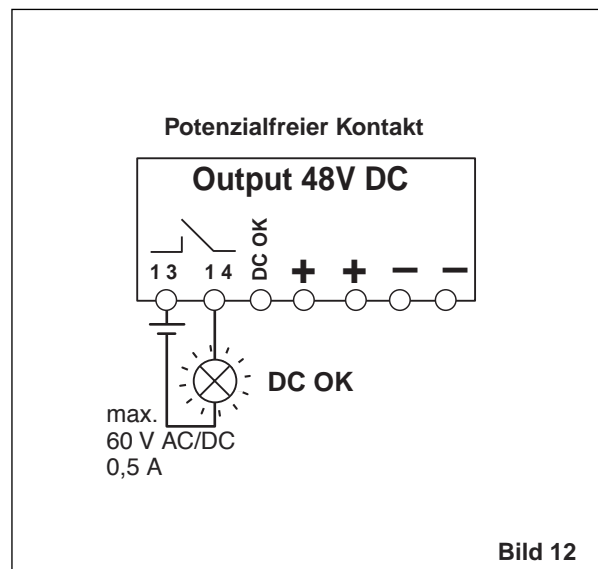 Potenzialfreier Kontakt
Output 48V DC
13 14 DC OK + + – –
DC OK
max.
60 V AC/DC
0,5 A
Bild 12